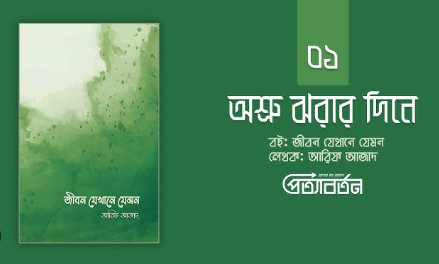 জীবন যেখানে যেমন
আরিফ আজাদ
০১
অশ্রু ঝরার দিনে
বই: জীবন যেখানে যেমন
লেখক: আরিফ আজাদ
প্রত্যাবর্তন